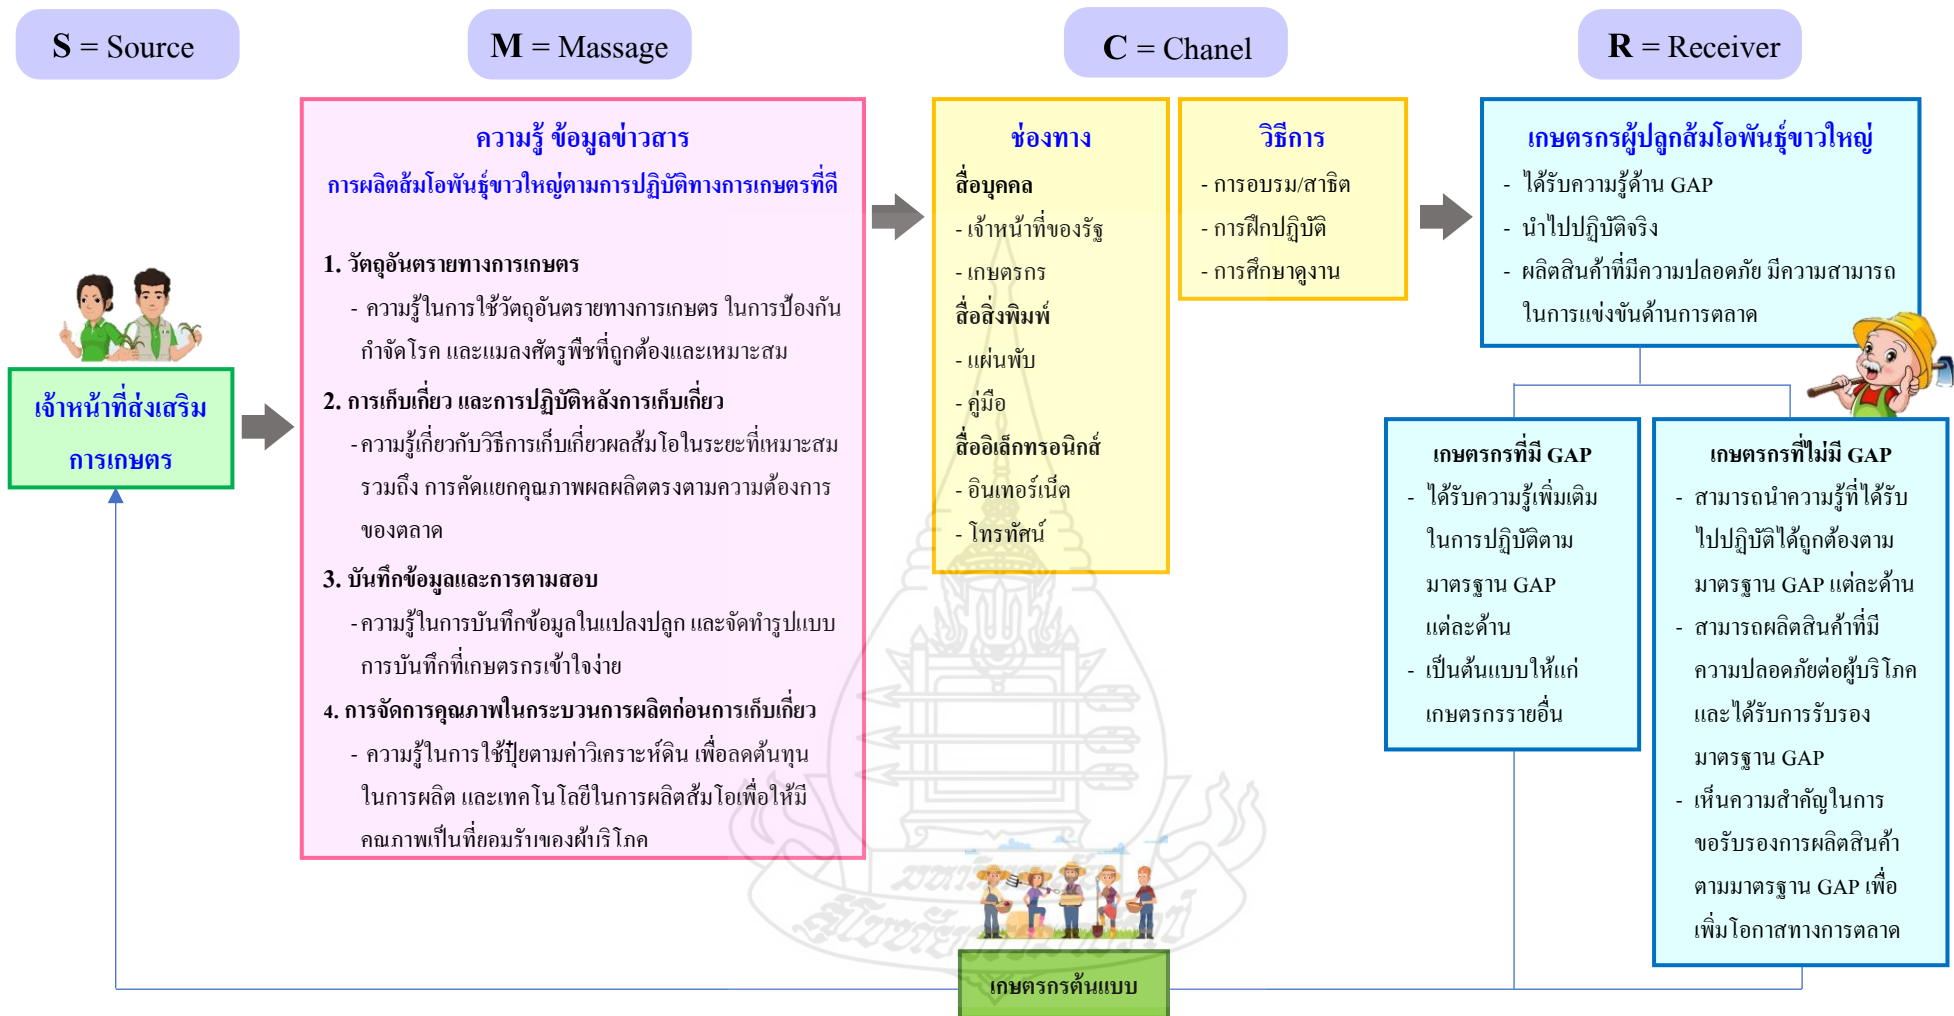 S = Source
M = Massage
C = Chanel
R = Receiver
เจ้าหน้าที่ส่งเสริม
การเกษตร
ความรู้ ข้อมูลข่าวสาร
การผลิตส้มโอพันธุ์ขาวใหญ่ตามการปฏิบัติทางการเกษตรที่ดี
1. วัตถุอันตรายทางการเกษตร
- ความรู้ในการใช้วัตถุอันตรายทางการเกษตร ในการป้องกัน
กำจัดโรค และแมลงศัตรูพืชที่ถูกต้องและเหมาะสม
2. การเก็บเกี่ยว และการปฏิบัติหลังการเก็บเกี่ยว
- ความรู้เกี่ยวกับวิธีการเก็บเกี่ยวผลส้มโอในระยะที่เหมาะสม
รวมถึง การคัดแยกคุณภาพผลผลิตตรงตามความต้องการ
ของตลาด
3. บันทึกข้อมูลและการตามสอบ
- ความรู้ในการบันทึกข้อมูลในแปลงปลูก และจัดทำรูปแบบ
การบันทึกที่เกษตรกรเข้าใจง่าย
4. การจัดการคุณภาพในกระบวนการผลิตก่อนการเก็บเกี่ยว
- ความรู้ในการใช้ปุ๋ยตามค่าวิเคราะห์ดิน เพื่อลดต้นทุน
ในการผลิต และเทคโนโลยีในการผลิตส้มโอเพื่อให้มี
คุณภาพเป็นที่ยอมรับของผู้บริโภค
ช่องทาง
สื่อบุคคล
- เจ้าหน้าที่ของรัฐ
- เกษตรกร
สื่อสิ่งพิมพ์
- แผ่นพับ
- คู่มือ
สื่ออิเล็กทรอนิกส์
- อินเทอร์เน็ต
- โทรทัศน์
วิธีการ
- การอบรม/สาธิต
- การฝึกปฏิบัติ
- การศึกษาดูงาน
เกษตรกรผู้ปลูกส้มโอพันธุ์ขาวใหญ่
- ได้รับความรู้ด้าน GAP
- นำไปปฏิบัติจริง
- ผลิตสินค้าที่มีความปลอดภัย มีความสามารถ
ในการแข่งขันด้านการตลาด
เกษตรกรที่มี GAP
- ได้รับความรู้เพิ่มเติม
ในการปฏิบัติตาม
มาตรฐาน GAP
แต่ละด้าน
- เป็นต้นแบบให้แก่
เกษตรกรรายอื่น
เกษตรกรที่ไม่มี GAP
- สามารถนำความรู้ที่ได้รับ
ไปปฏิบัติได้ถูกต้องตาม
มาตรฐาน GAP แต่ละด้าน
- สามารถผลิตสินค้าที่มี
ความปลอดภัยต่อผู้บริโภค
และได้รับการรับรอง
มาตรฐาน GAP
- เห็นความสำคัญในการ
ขอรับรองการผลิตสินค้า
ตามมาตรฐาน GAP เพื่อ
เพิ่มโอกาสทางการตลาด
เกษตรกรต้นแบบ